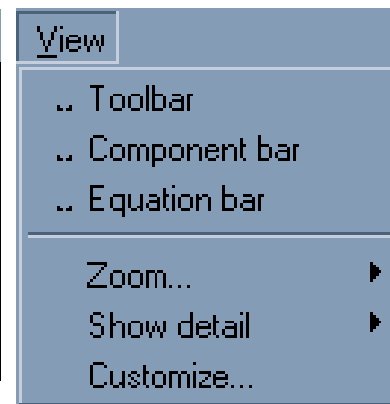 View
.. Toolbar
.. Component bar
.. Equation bar
Zoom...
Show detail
Customize...